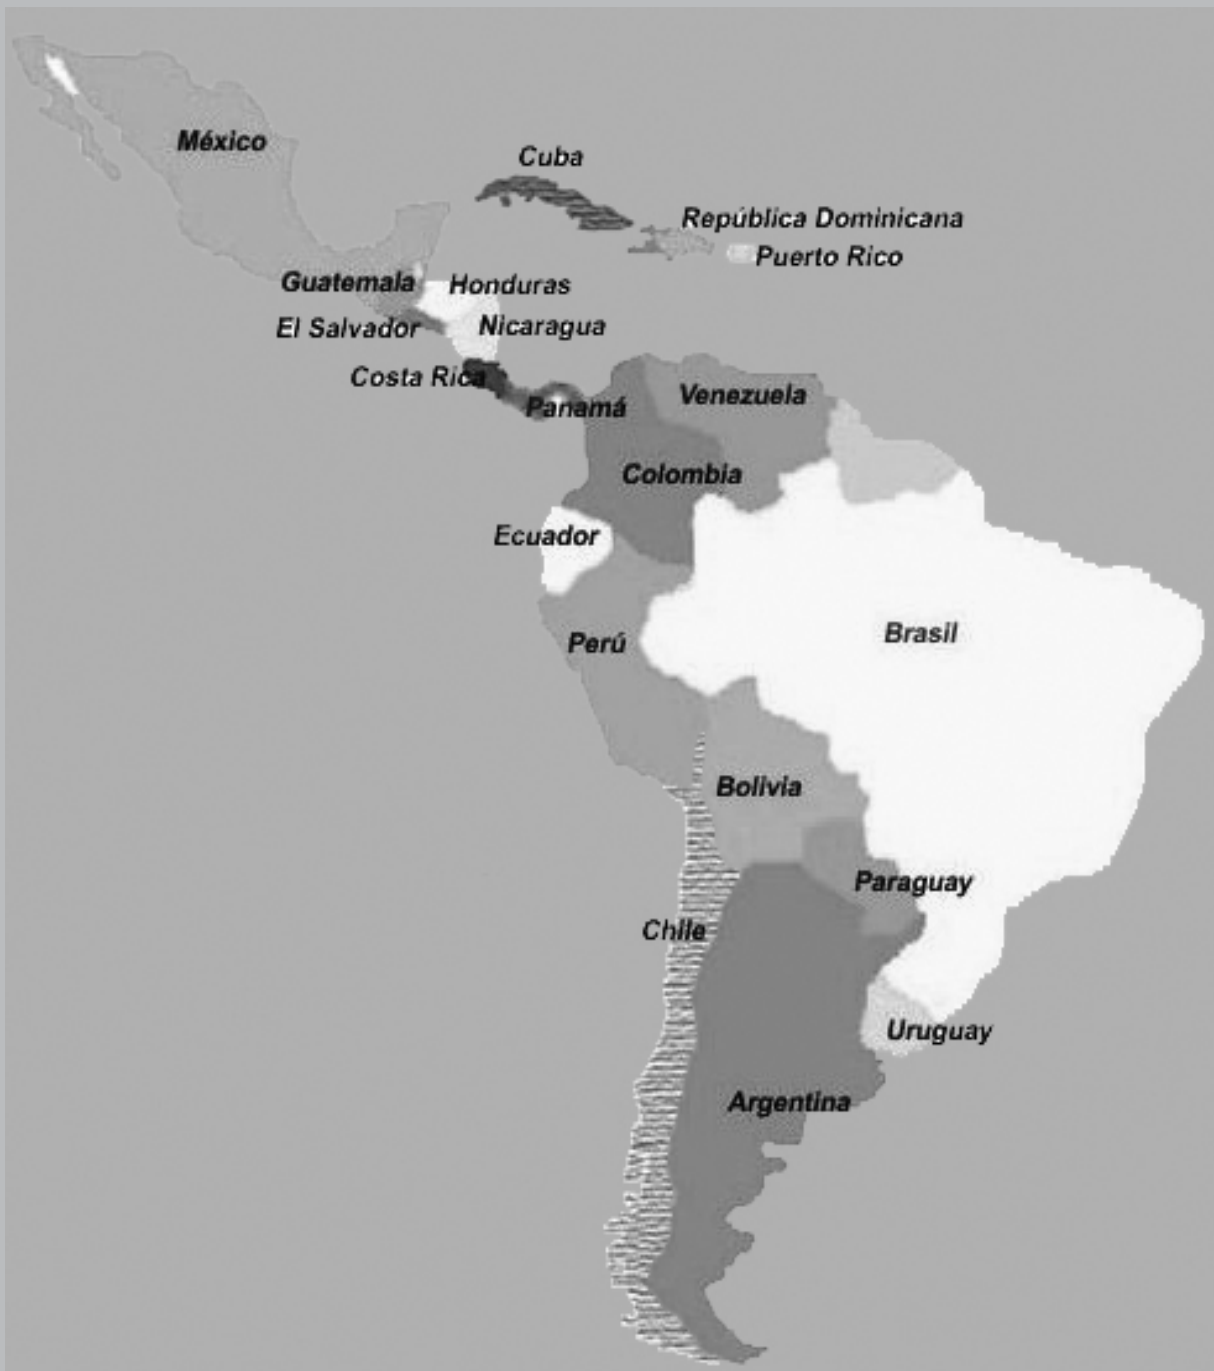 México
Cuba
República Dominicana
Puerto Rico
Guatemala
Honduras
El Salvador
Nicaragua
Costa Rica
Panamá
Venezuela
Colombia
Ecuador
Brasil
Perú
Bolivia
Paraguay
Chile
Uruguay
Argentina